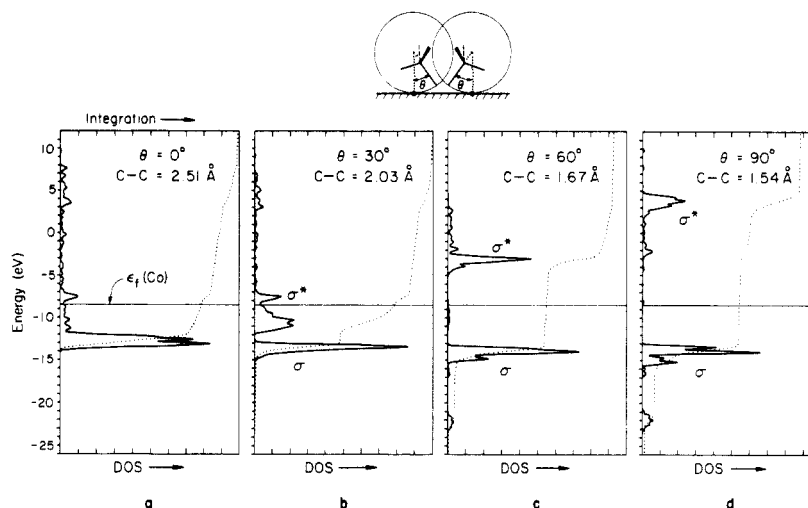 θ θ
Integration
θ = 0°
C-C = 2.51 Å
θ = 30°
C-C = 2.03 Å
θ = 60°
C-C = 1.67 Å
θ = 90°
C-C = 1.54 Å
10
5
0
-5
-10
-15
-20
-25
Energy (eV)
ϵf (Co)
σ*
σ*
σ*
σ
σ
σ
DOS
DOS
DOS
DOS
a
b
c
d